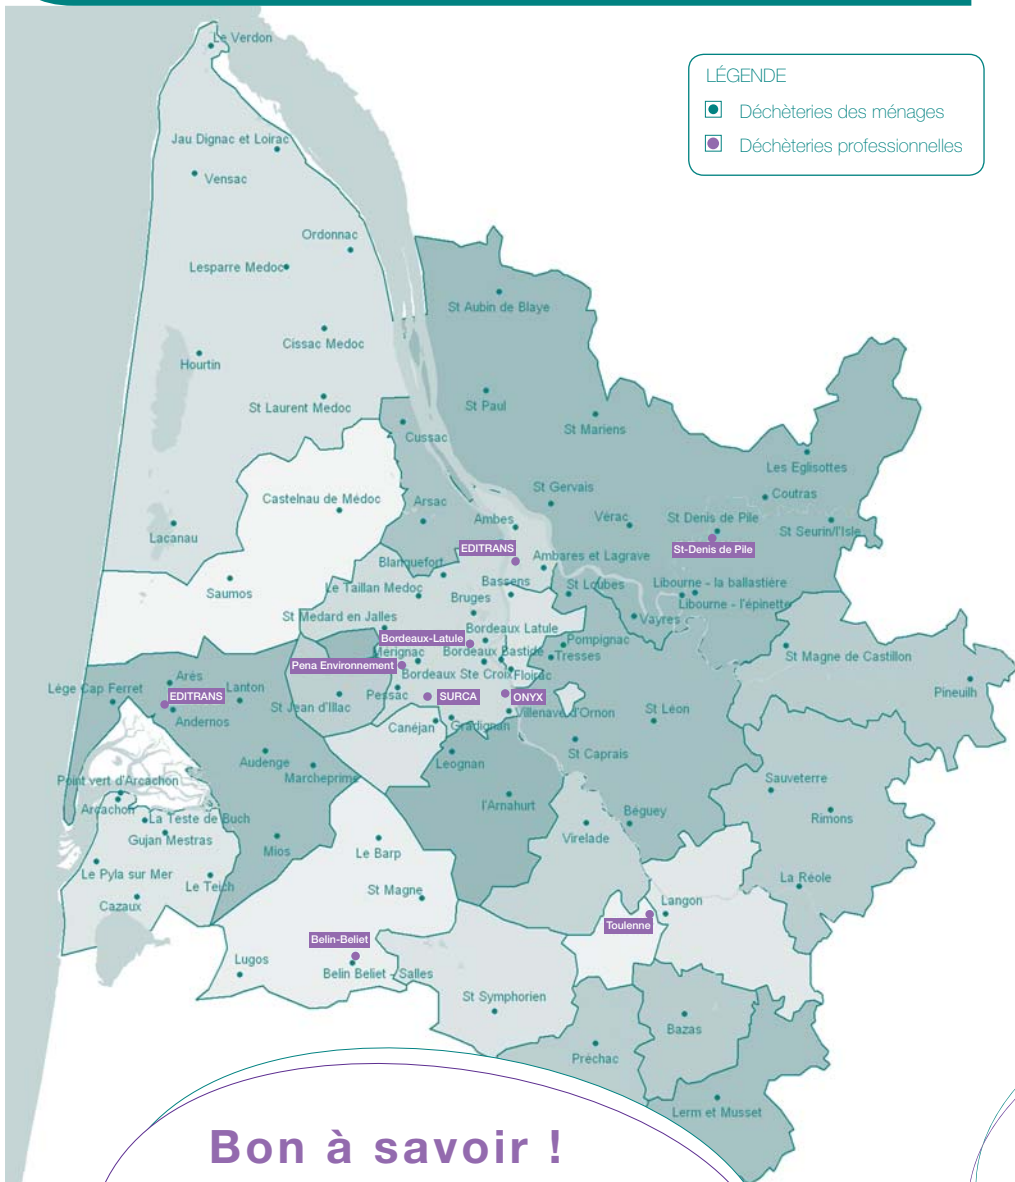 Le Verdon
LÉGENDE
Déchèteries des ménages
Déchèteries professionnelles
Jau Dignac et Loirac
Vensac
Ordonnac
Lesparre Medoc
St Aubin de Blaye
Cissac Medoc
Hourtin
St Laurent Medoc
St Paul
St Mariens
Cussac
Les Eglisottes
Castelnau de Médoc
Arsac
St Gervais
Coutras
Lacanau
Ambes
Vérac
St Denis de Pile
St Seurin/l'Isle
EDITRANS
St-Denis de Pile
Blanquefort
Ambares et Lagrave
Saumos
Le Taillan Medoc
Bassens
St Loubes
Libourne - la ballastière
Bruges
Libourne - l'épinette
St Medard en Jalles
Vayres
Bordeaux Latule
Bordeaux-Latule
Pompignac
Mérignac
Bordeaux Bastide
Tresses
St Magne de Castillon
Pena Environnement
Bordeaux Ste Croix
Floirac
Arès
Lège Cap Ferret
EDITRANS
Lanton
Pessac
SURCA
ONYX
Pineuilh
St Jean d'Illac
Andernos
Villenave d'Ornon
St Léon
Canéjan
Gradignan
St Caprais
Audenge
Leognan
Marcheprime
Point vert d'Arcachon
Sauveterre
Arcachon
l'Arnahurt
Béguey
La Teste de Buch
Rimons
Gujan Mestras
Virelade
Mios
Le Barp
Le Pyla sur Mer
Le Teich
St Magne
La Réole
Cazaux
Langon
Toulenne
Belin-Beliet
Lugos
Belin Beliet - Salles
St Symphorien
Bazas
Préchac
Lerm et Musset
Bon à savoir !